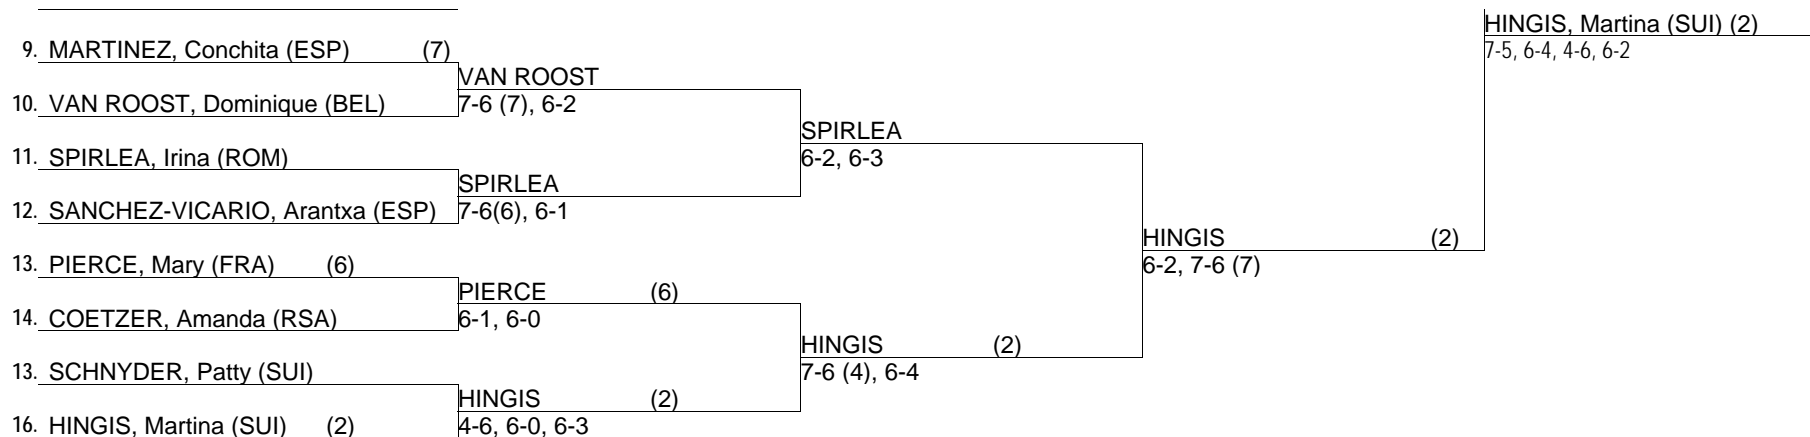 HINGIS, Martina (SUI) (2)
7-5, 6-4, 4-6, 6-2
9. MARTINEZ, Conchita (ESP) (7)
VAN ROOST
10. VAN ROOST, Dominique (BEL)
7-6 (7), 6-2
SPIRLEA
11. SPIRLEA, Irina (ROM)
6-2, 6-3
SPIRLEA
12. SANCHEZ-VICARIO, Arantxa (ESP)
7-6(6), 6-1
HINGIS (2)
13. PIERCE, Mary (FRA) (6)
6-2, 7-6 (7)
PIERCE (6)
14. COETZER, Amanda (RSA)
6-1, 6-0
HINGIS (2)
13. SCHNYDER, Patty (SUI)
7-6 (4), 6-4
HINGIS (2)
16. HINGIS, Martina (SUI) (2)
4-6, 6-0, 6-3